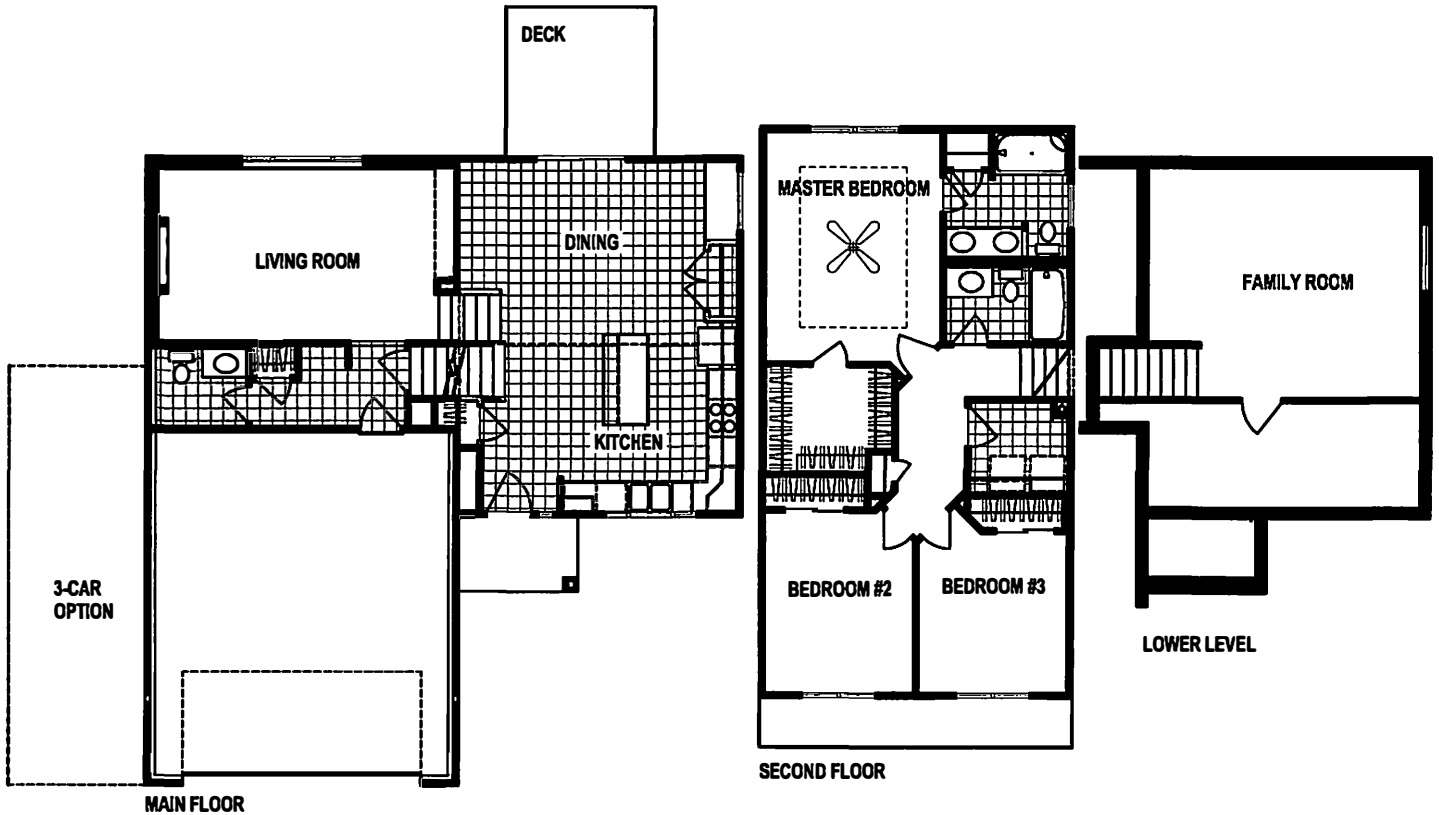 DECK
LIVING ROOM
DINING
KITCHEN
3-CAR
OPTION
MAIN FLOOR
MASTER BEDROOM
BEDROOM #2
BEDROOM #3
SECOND FLOOR
FAMILY ROOM
LOWER LEVEL